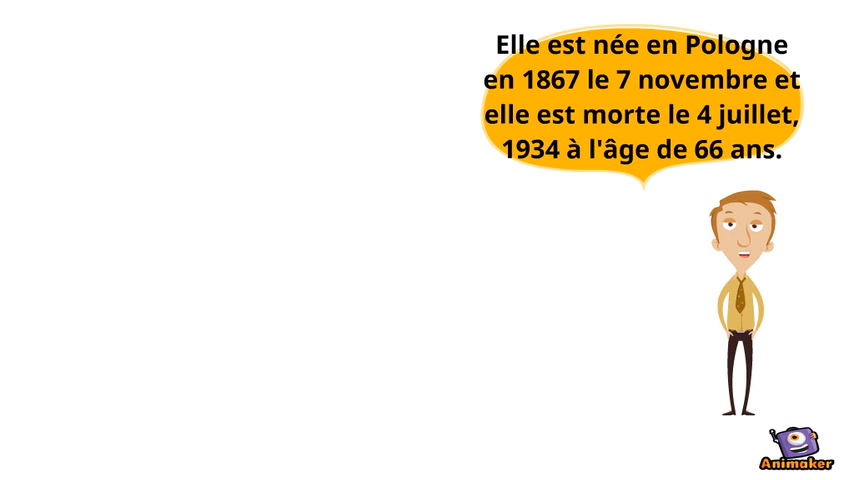 Elle est née en Pologne
en 1867 le 7 novembre et
elle est morte le 4 juillet,
1934 à l'âge de 66 ans.
Animaker